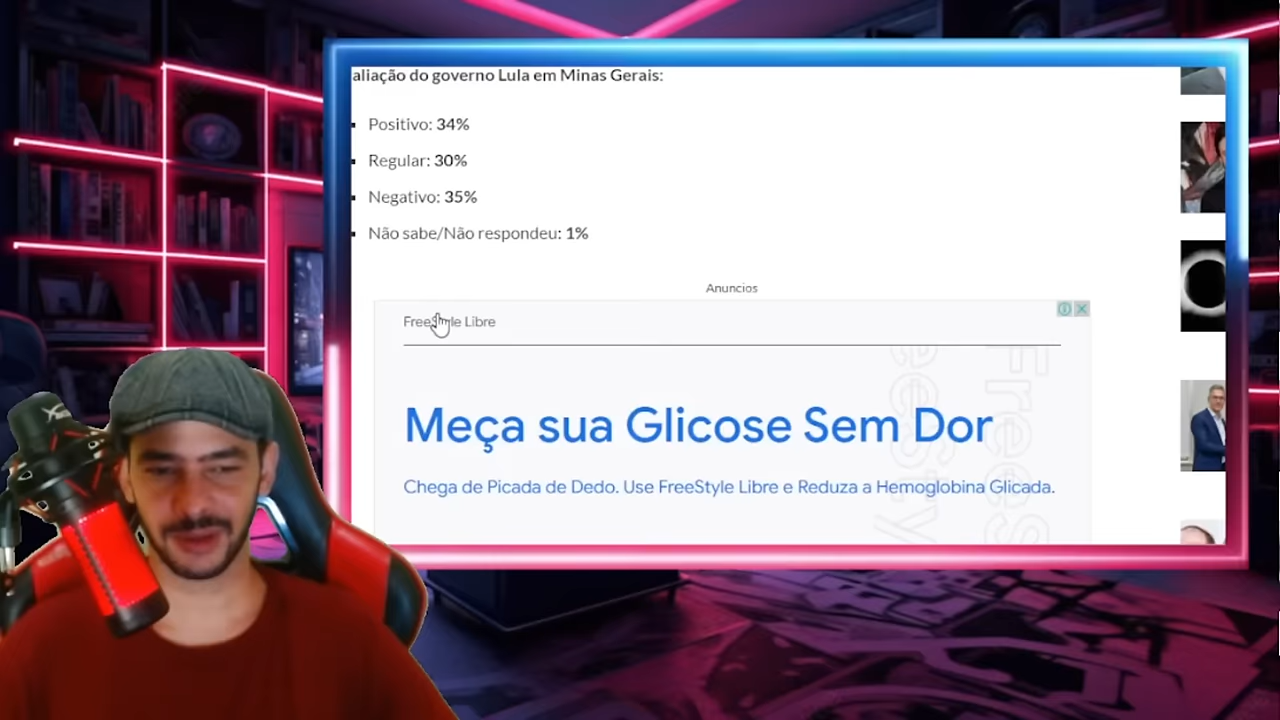 aliação do governo Lula em Minas Gerais:
Positivo: 34%
Regular: 30%
Negativo: 35%
Não sabe/Não respondeu: 1%
Anuncios
FreeStyle Libre
Meça sua Glicose Sem Dor
Chega de Picada de Dedo. Use FreeStyle Libre e Reduza a Hemoglobina Glicada.